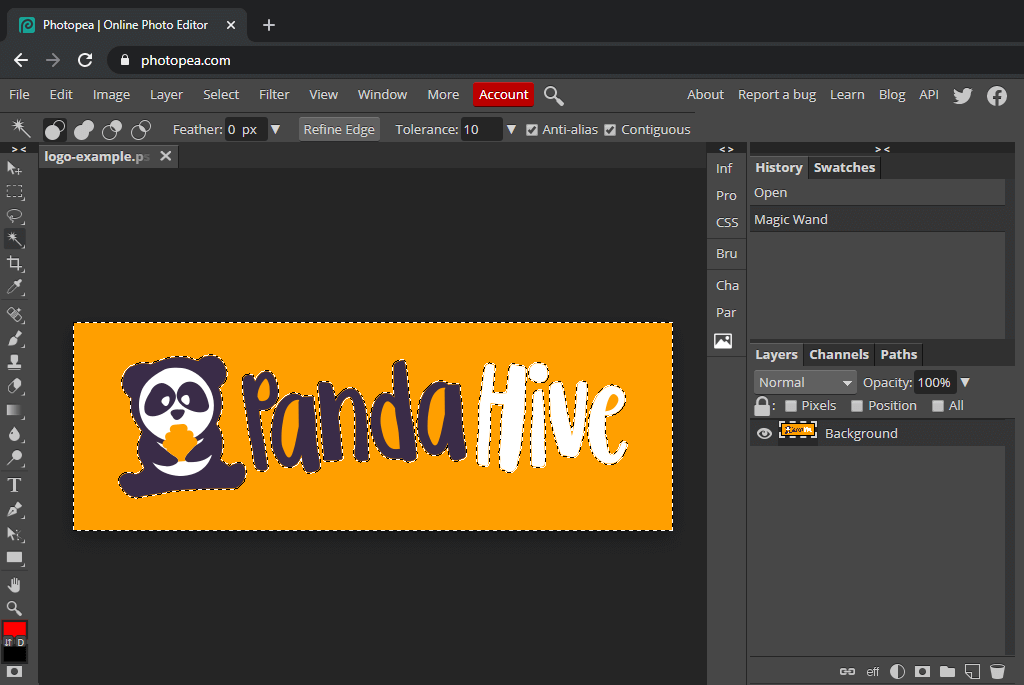 Photopea | Online Photo Editor
photopea.com
File Edit Image Layer Select Filter View Window More Account About Report a bug Learn Blog API
Feather: 0 px Refine Edge Tolerance: 10 Anti-alias Contiguous
> <
< >
> <
logo-example.ps
Inf
Pro
CSS
Bru
Cha
Par
History Swatches
Open
Magic Wand
PandaHive
Layers Channels Paths
Normal Opacity: 100%
: Pixels Position All
Background
T
D
eff